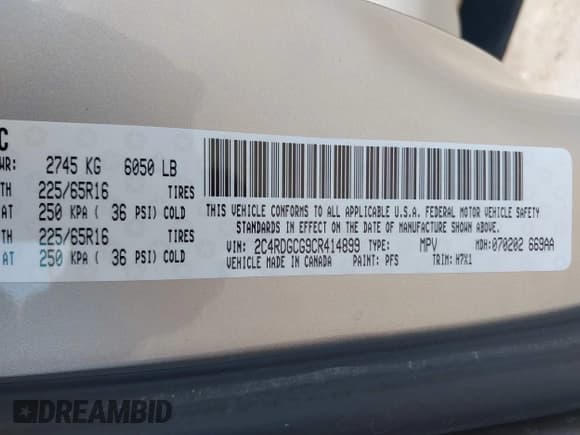 C
WR: 2745 KG 6050 LB
TH 225/65R16 TIRES
AT 250 KPA ( 36 PSI) COLD
TH 225/65R16 TIRES
AT 250 KPA ( 36 PSI) COLD
THIS VEHICLE CONFORMS TO ALL APPLICABLE U.S.A. FEDERAL MOTOR VEHICLE SAFETY
STANDARDS IN EFFECT ON THE DATE OF MANUFACTURE SHOWN ABOVE.
VIN: 2C4RDGCG9CR414899 TYPE: MPV MDH: 070202 669AA
VEHICLE MADE IN CANADA PAINT: PFS TRIM: H7X1
DREAMBID